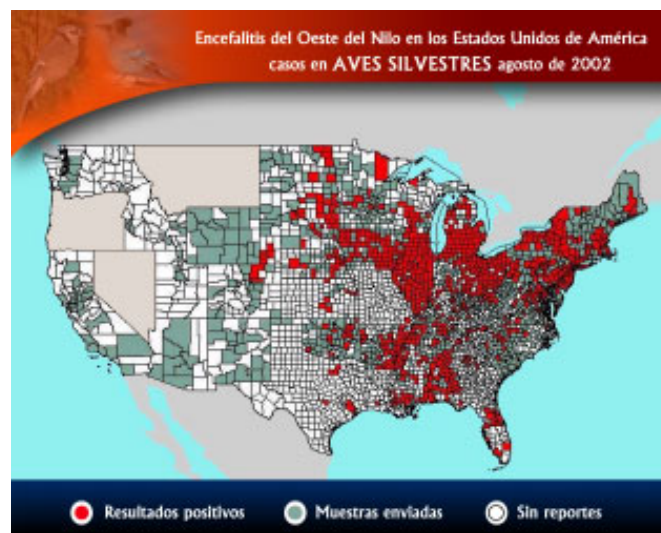 Encefalitis del Oeste del Nilo en los Estados Unidos de América
casos en AVES SILVESTRES agosto de 2002
Resultados positivos
Muestras enviadas
Sin reportes